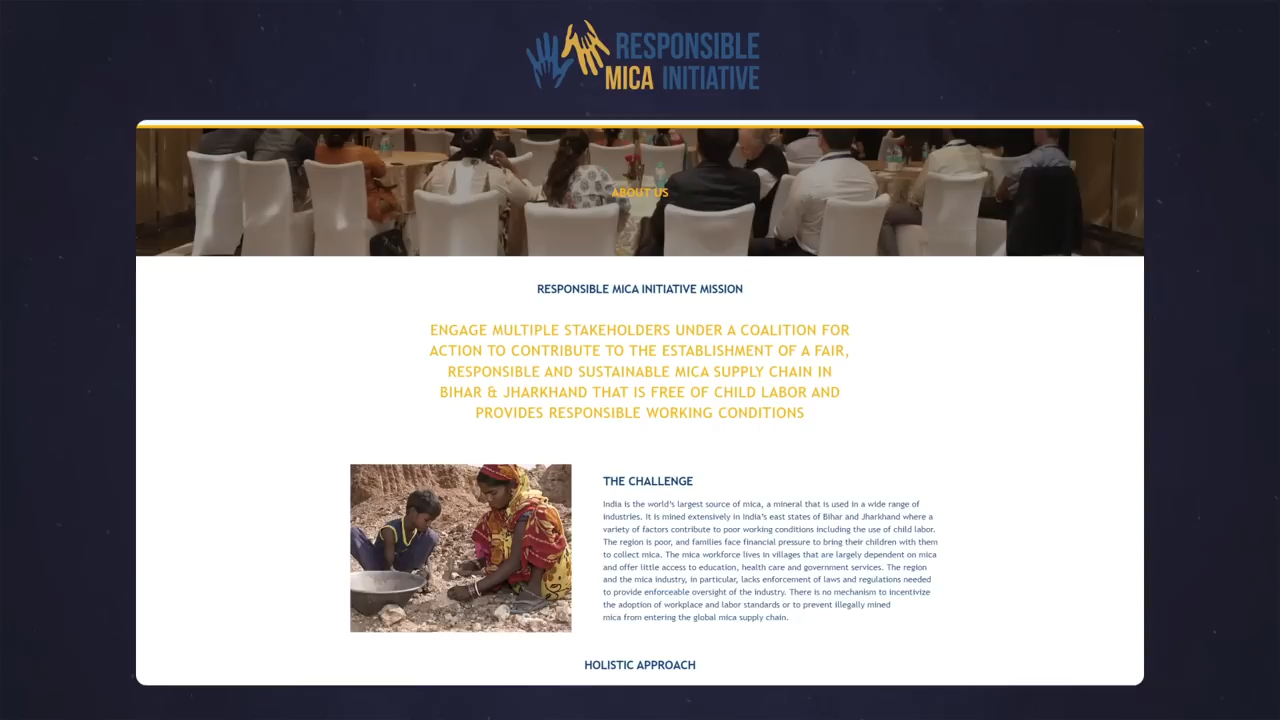 RESPONSIBLE
MICA INITIATIVE
ABOUT US
RESPONSIBLE MICA INITIATIVE MISSION
ENGAGE MULTIPLE STAKEHOLDERS UNDER A COALITION FOR
ACTION TO CONTRIBUTE TO THE ESTABLISHMENT OF A FAIR,
RESPONSIBLE AND SUSTAINABLE MICA SUPPLY CHAIN IN
BIHAR & JHARKHAND THAT IS FREE OF CHILD LABOR AND
PROVIDES RESPONSIBLE WORKING CONDITIONS
THE CHALLENGE
India is the world's largest source of mica, a mineral that is used in a wide range of
industries. It is mined extensively in India's east states of Bihar and Jharkhand where a
variety of factors contribute to poor working conditions including the use of child labor.
The region is poor, and families face financial pressure to bring their children with them
to collect mica. The mica workforce lives in villages that are largely dependent on mica
and offer little access to education, health care and government services. The region
and the mica industry, in particular, lacks enforcement of laws and regulations needed
to provide enforceable oversight of the industry. There is no mechanism to incentivize
the adoption of workplace and labor standards or to prevent illegally mined
mica from entering the global mica supply chain.
HOLISTIC APPROACH